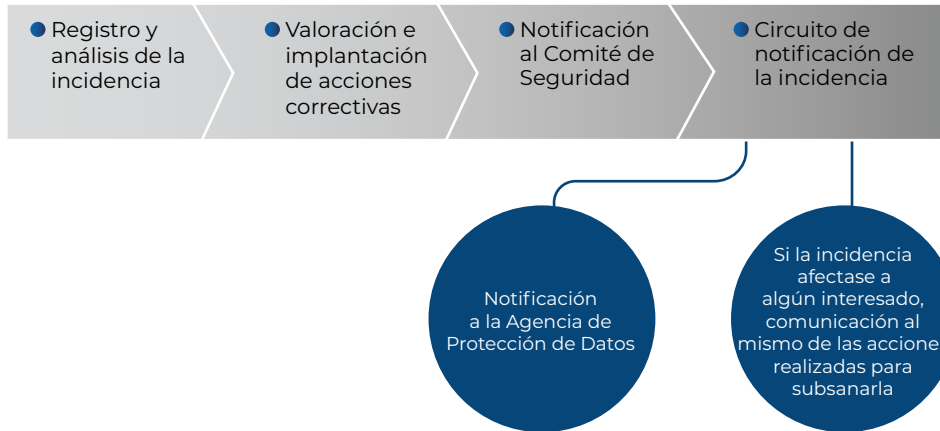 Registro y
análisis de la
incidencia
Valoración e
implantación
de acciones
correctivas
Notificación
al Comité de
Seguridad
Circuito de
notificación de
la incidencia
Notificación
a la Agencia de
Protección de Datos
Si la incidencia
afectase a
algún interesado,
comunicación al
mismo de las acciones
realizadas para
subsanarla